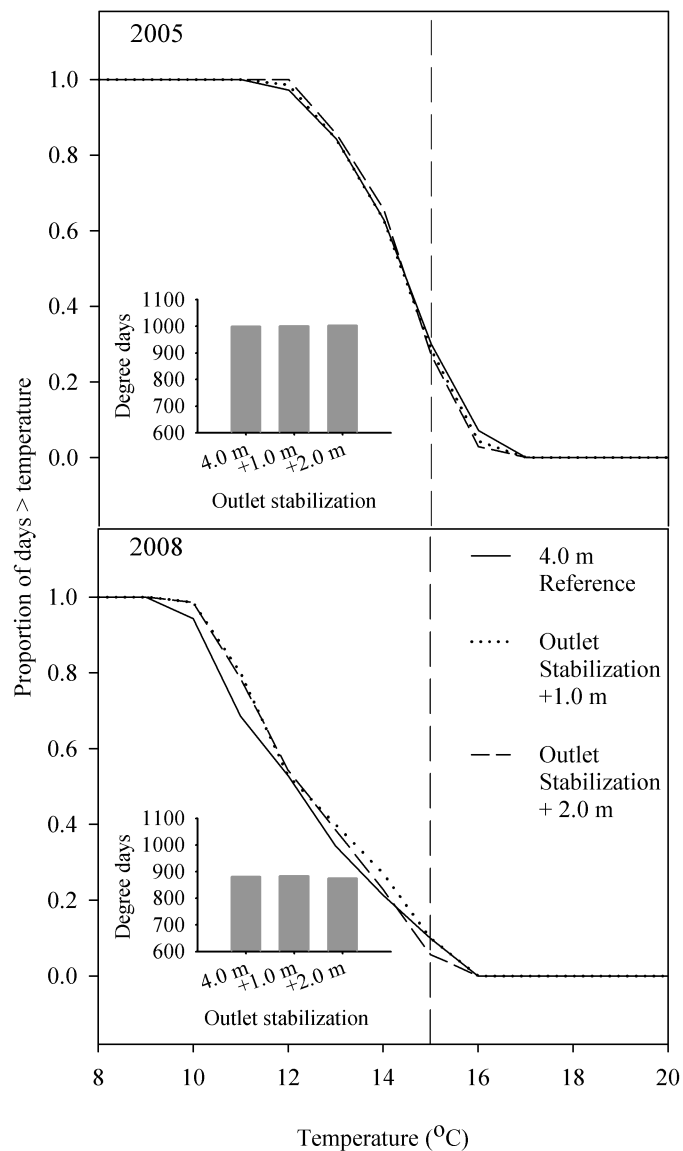 2005
1.0
0.8
0.6
0.4
0.2
0.0
1100
1000
900
800
700
600
Degree days
4.0 m
+1.0 m
+2.0 m
Outlet stabilization
Proportion of days > temperature
2008
1.0
0.8
0.6
0.4
0.2
0.0
4.0 m
Reference
Outlet
Stabilization
+1.0 m
Outlet
Stabilization
+ 2.0 m
1100
1000
900
800
700
600
Degree days
4.0 m
+1.0 m
+2.0 m
Outlet stabilization
8 10 12 14 16 18 20
Temperature (°C)